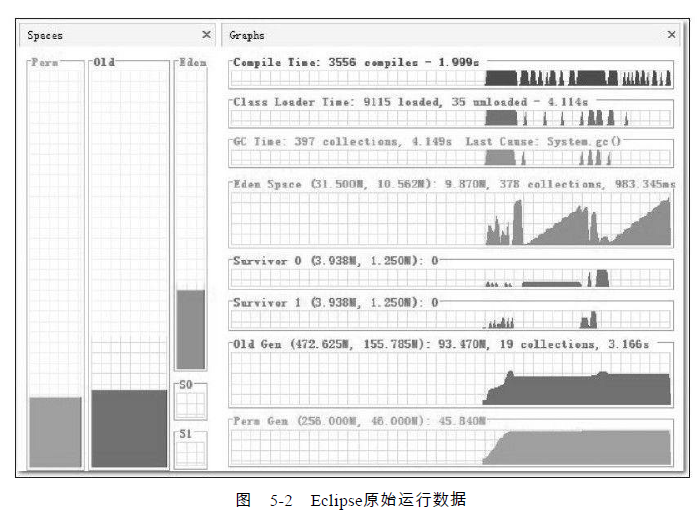 Spaces
Graphs
Perm
Old
Eden
S0
S1
Compile Time: 3556 compiles - 1.999s
Class Loader Time: 9115 loaded, 35 unloaded - 4.114s
GC Time: 397 collections, 4.149s Last Cause: System.gc()
Eden Space (31.500M, 10.562M): 9.870M, 378 collections, 983.345ms
Survivor 0 (3.938M, 1.250M): 0
Survivor 1 (3.938M, 1.250M): 0
Old Gen (472.625M, 155.785M): 93.470M, 19 collections, 3.166s
Perm Gen (256.000M, 46.000M): 45.840M
图 5-2 Eclipse原始运行数据